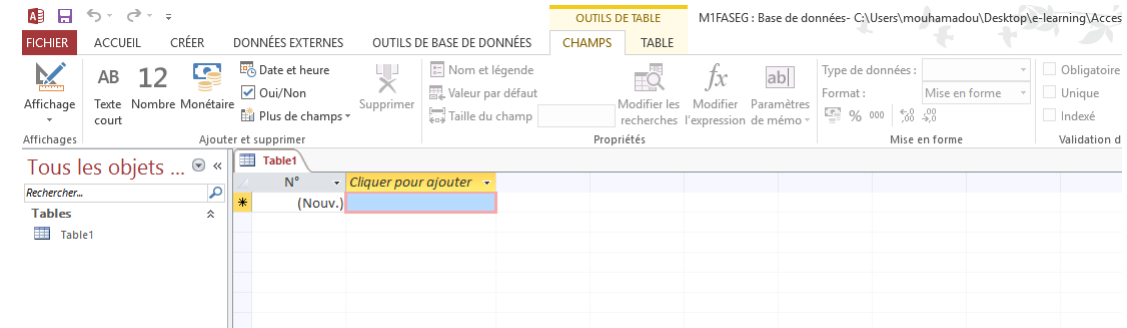 OUTILS DE TABLE M1FASEG : Base de données- C:\Users\mouhamadou\Desktop\e-learning\Acces
FICHIER ACCUEIL CRÉER DONNÉES EXTERNES OUTILS DE BASE DE DONNÉES CHAMPS TABLE
AB 12 Date et heure Nom et légende fx ab| Type de données : Obligatoire
Affichage Texte court Nombre Monétaire Oui/Non Supprimer Valeur par défaut Modifier les recherches Modifier l'expression Paramètres de mémo Format : Mise en forme Unique
Plus de champs Taille du champ % 000 ,00 Indexé
Affichages Ajouter et supprimer Propriétés Mise en forme Validation d
Tous les objets ... « Table1
Rechercher... N° Cliquer pour ajouter
Tables (Nouv.)
Table1